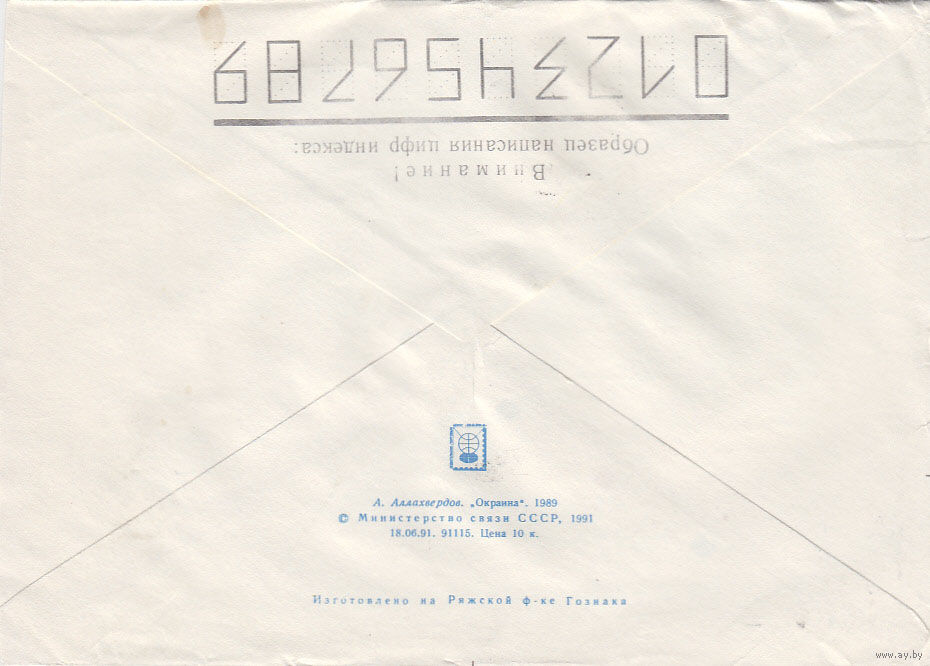 0123456789
Образец написания цифр индекса:
Внимание!
А. Аллахвердов. „Окраина“. 1989
© Министерство связи СССР, 1991
18.06.91. 91115. Цена 10 к.
Изготовлено на Ряжской ф-ке Гознака
www.ay.by